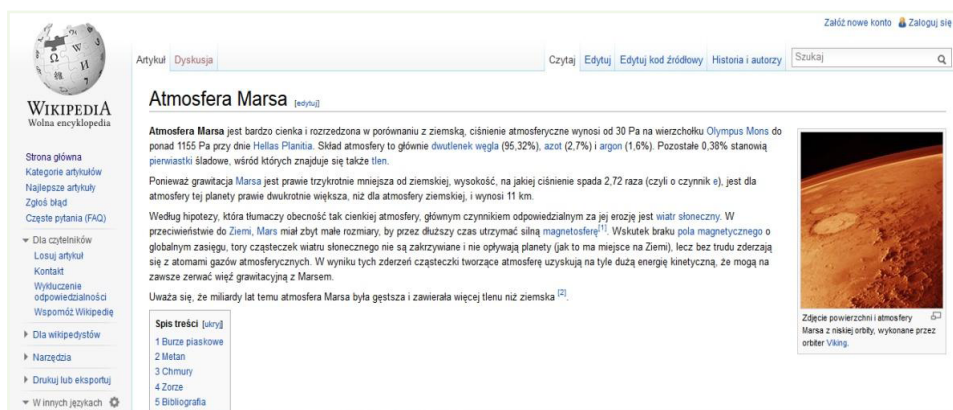 Załóż nowe konto Zaloguj się
WIKIPEDIA
Wolna encyklopedia
Artykuł Dyskusja
Czytaj Edytuj Edytuj kod źródłowy Historia i autorzy
Szukaj
Strona główna
Kategorie artykułów
Najlepsze artykuły
Zgłoś błąd
Częste pytania (FAQ)
Dla czytelników
Losuj artykuł
Kontakt
Wykluczenie
odpowiedzialności
Wspomóż Wikipedię
Dla wikipedystów
Narzędzia
Drukuj lub eksportuj
W innych językach
Atmosfera Marsa [edytuj]
Atmosfera Marsa jest bardzo cienka i rozrzedzona w porównaniu z ziemską, ciśnienie atmosferyczne wynosi od 30 Pa na wierzchołku Olympus Mons do
ponad 1155 Pa przy dnie Hellas Planitia. Skład atmosfery to głównie dwutlenek węgla (95,32%), azot (2,7%) i argon (1,6%). Pozostałe 0,38% stanowią
pierwiastki śladowe, wśród których znajduje się także tlen.
Ponieważ grawitacja Marsa jest prawie trzykrotnie mniejsza od ziemskiej, wysokość, na jakiej ciśnienie spada 2,72 raza (czyli o czynnik e), jest dla
atmosfery tej planety prawie dwukrotnie większa, niż dla atmosfery ziemskiej, i wynosi 11 km.
Według hipotezy, która tłumaczy obecność tak cienkiej atmosfery, głównym czynnikiem odpowiedzialnym za jej erozję jest wiatr słoneczny. W
przeciwieństwie do Ziemi, Mars miał zbyt małe rozmiary, by przez dłuższy czas utrzymać silną magnetosferę[1]. Wskutek braku pola magnetycznego o
globalnym zasięgu, tory cząsteczek wiatru słonecznego nie są zakrzywiane i nie opływają planety (jak to ma miejsce na Ziemi), lecz bez trudu zderzają
się z atomami gazów atmosferycznych. W wyniku tych zderzeń cząsteczki tworzące atmosferę uzyskują na tyle dużą energię kinetyczną, że mogą na
zawsze zerwać więź grawitacyjną z Marsem.
Uważa się, że miliardy lat temu atmosfera Marsa była gęstsza i zawierała więcej tlenu niż ziemska [2].
Spis treści [ukryj]
1 Burze piaskowe
2 Metan
3 Chmury
4 Zorze
5 Bibliografia
Zdjęcie powierzchni i atmosfery
Marsa z niskiej orbity, wykonane przez
orbiter Viking.